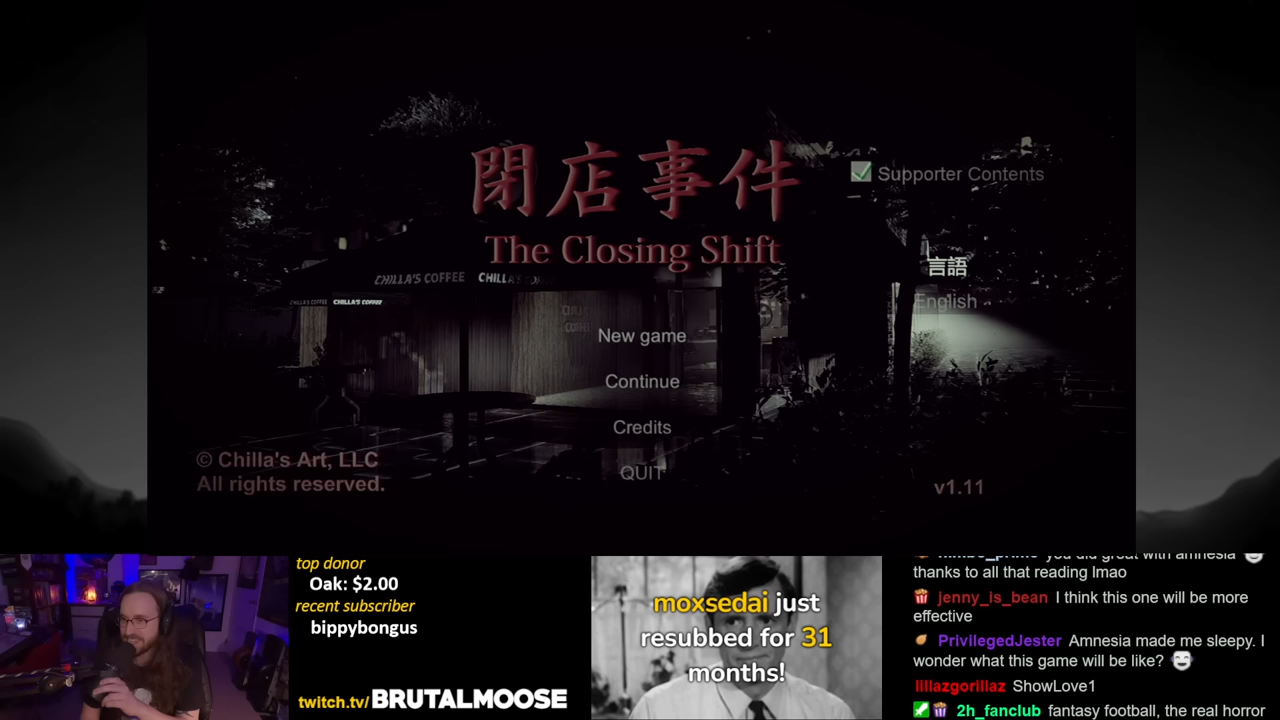 閉店事件
The Closing Shift
Supporter Contents
言語
English
CHILLA'S COFFEE
CHILLA'S COFFEE
CHILLA'S COFFEE
New game
Continue
Credits
QUIT
© Chilla's Art, LLC
All rights reserved.
v1.11
top donor
Oak: $2.00
recent subscriber
bippybongus
twitch.tv/BRUTALMOOSE
moxsedai just
resubbed for 31
months!
you did great with amnesia
thanks to all that reading lmao
jenny_is_bean I think this one will be more
effective
PrivilegedJester Amnesia made me sleepy. I
wonder what this game will be like?
lillazgorillaz ShowLove1
2h_fanclub fantasy football, the real horror